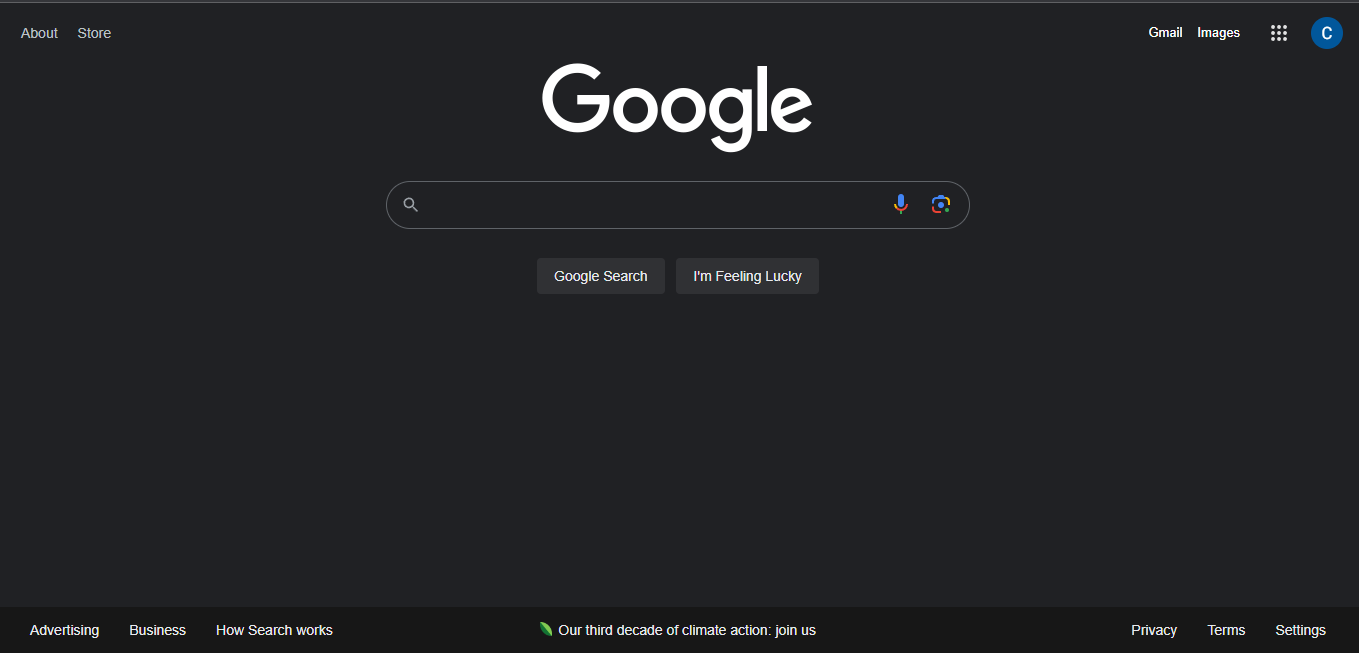 About Store Gmail Images C
Google
Google Search I'm Feeling Lucky
Advertising Business How Search works Our third decade of climate action: join us Privacy Terms Settings